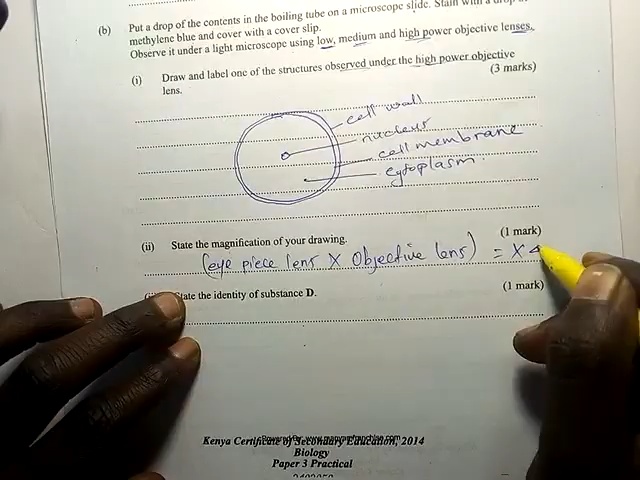 (b) Put a drop of the contents in the boiling tube on a microscope slide. Stain with a drop
methylene blue and cover with a cover slip.
Observe it under a light microscope using low, medium and high power objective lenses.
(i) Draw and label one of the structures observed under the high power objective
lens. (3 marks)
cell wall
nucleus
cell membrane
cytoplasm.
(ii) State the magnification of your drawing. (1 mark)
(eye piece lens X Objective lens) = X 4
State the identity of substance D. (1 mark)
Kenya Certificate of Secondary Education, 2014
Biology
Paper 3 Practical